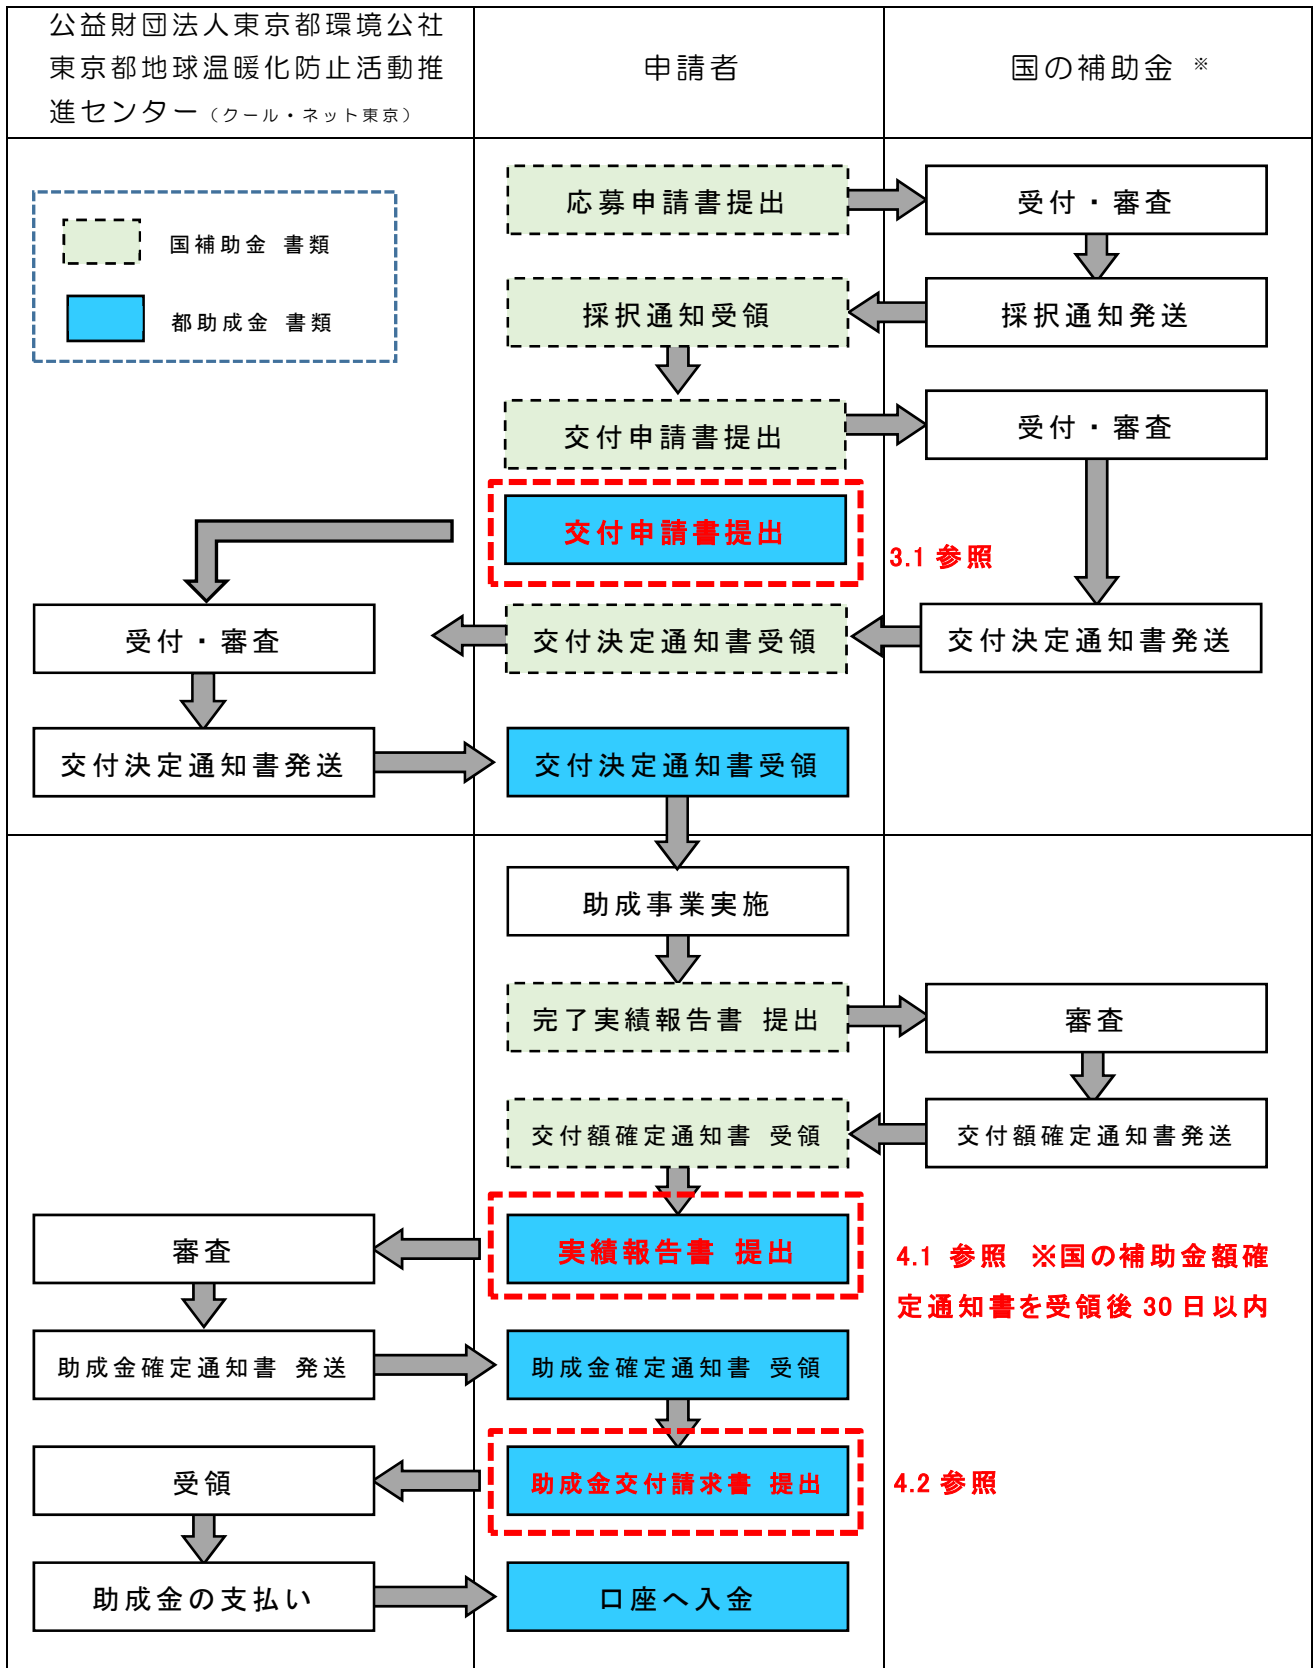 公益財団法人東京都環境公社
東京都地球温暖化防止活動推
進センター（クール・ネット東京）
申請者
国の補助金 ※
国補助金 書類
都助成金 書類
応募申請書提出
受付・審査
採択通知受領
採択通知発送
交付申請書提出
受付・審査
交付申請書提出
3.1 参照
受付・審査
交付決定通知書受領
交付決定通知書発送
交付決定通知書発送
交付決定通知書受領
助成事業実施
完了実績報告書 提出
審査
交付額確定通知書 受領
交付額確定通知書発送
審査
実績報告書 提出
4.1 参照 ※国の補助金額確
定通知書を受領後 30 日以内
助成金確定通知書 発送
助成金確定通知書 受領
受領
助成金交付請求書 提出
4.2 参照
助成金の支払い
口座へ入金